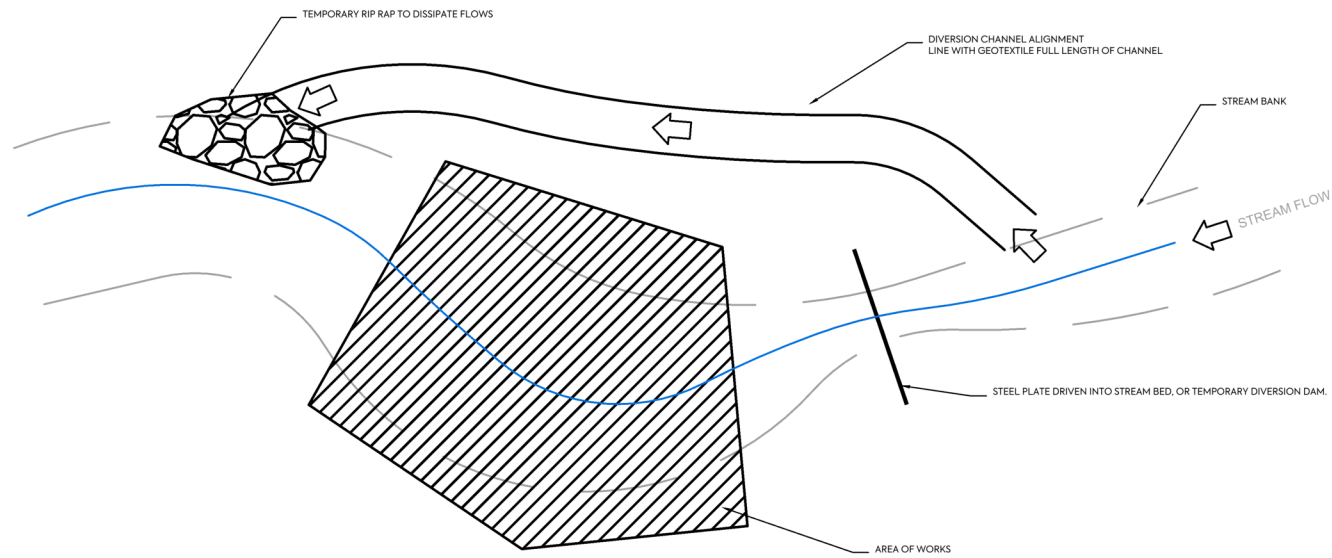 TEMPORARY RIP RAP TO DISSIPATE FLOWS
DIVERSION CHANNEL ALIGNMENT
LINE WITH GEOTEXTILE FULL LENGTH OF CHANNEL
STREAM BANK
STREAM FLOW
STEEL PLATE DRIVEN INTO STREAM BED, OR TEMPORARY DIVERSION DAM.
AREA OF WORKS